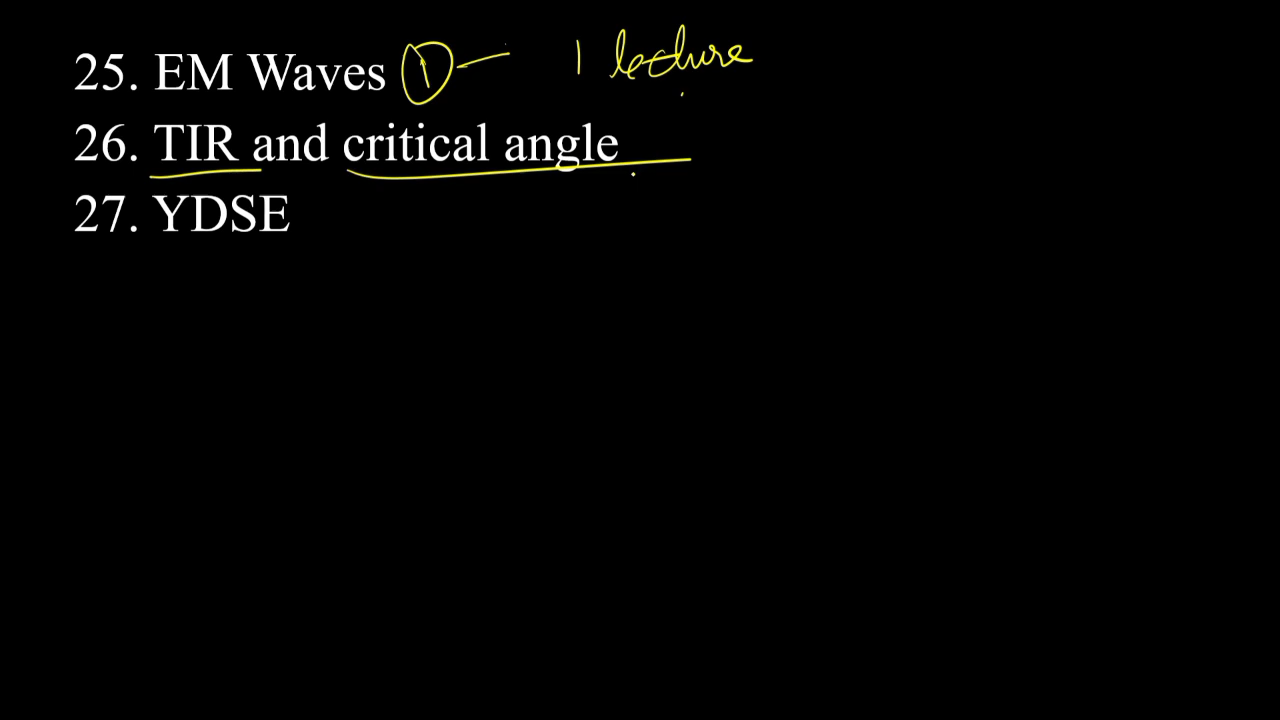 25. EM Waves 1 — 1 lecture
26. TIR and critical angle
27. YDSE